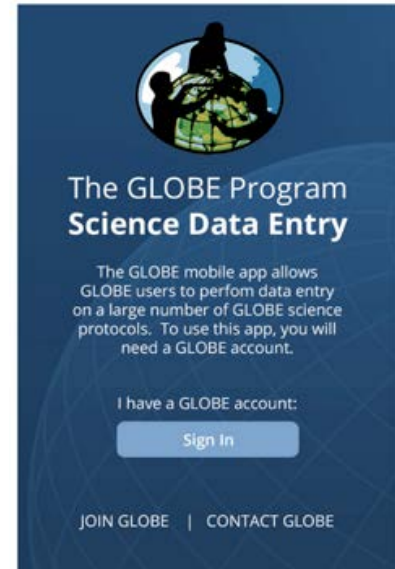 The GLOBE Program
Science Data Entry
The GLOBE mobile app allows
GLOBE users to perfom data entry
on a large number of GLOBE science
protocols. To use this app, you will
need a GLOBE account.
I have a GLOBE account:
Sign In
JOIN GLOBE | CONTACT GLOBE